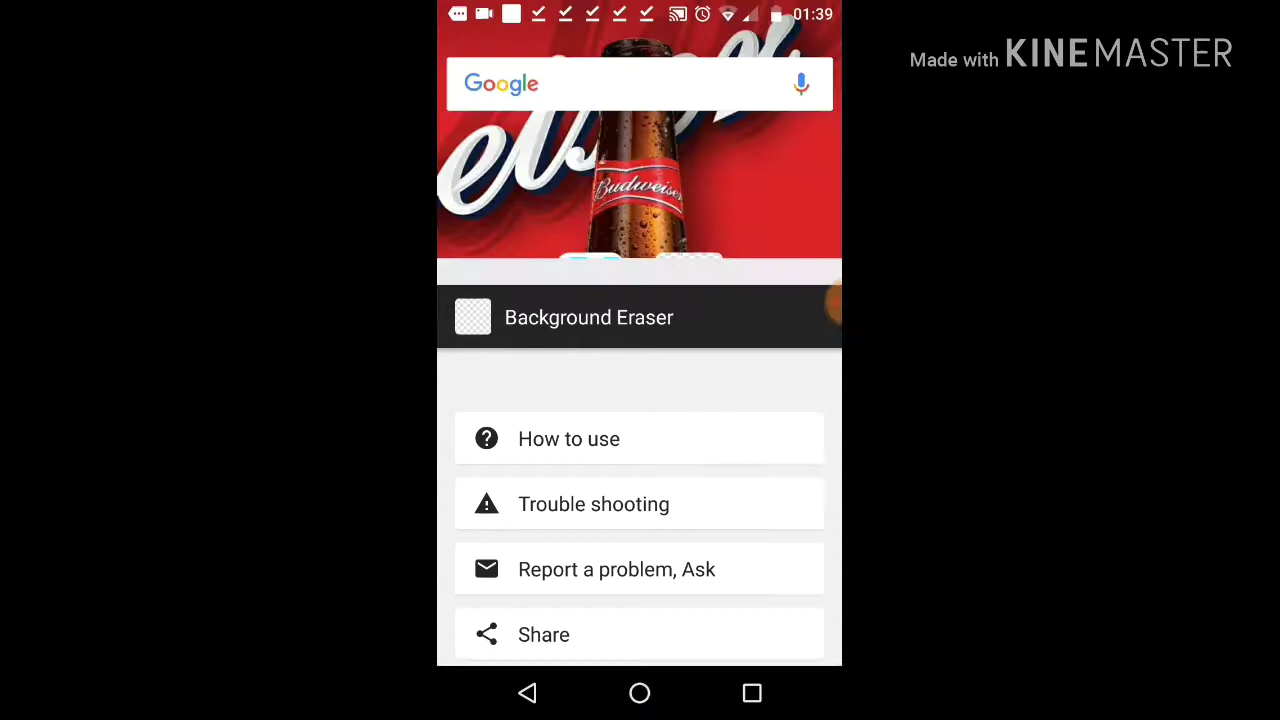 01:39
Made with KINEMASTER
Google
Budweiser
Background Eraser
How to use
Trouble shooting
Report a problem, Ask
Share